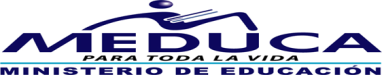 MEDUCA
PARA TODA LA VIDA
MINISTERIO DE EDUCACIÓN